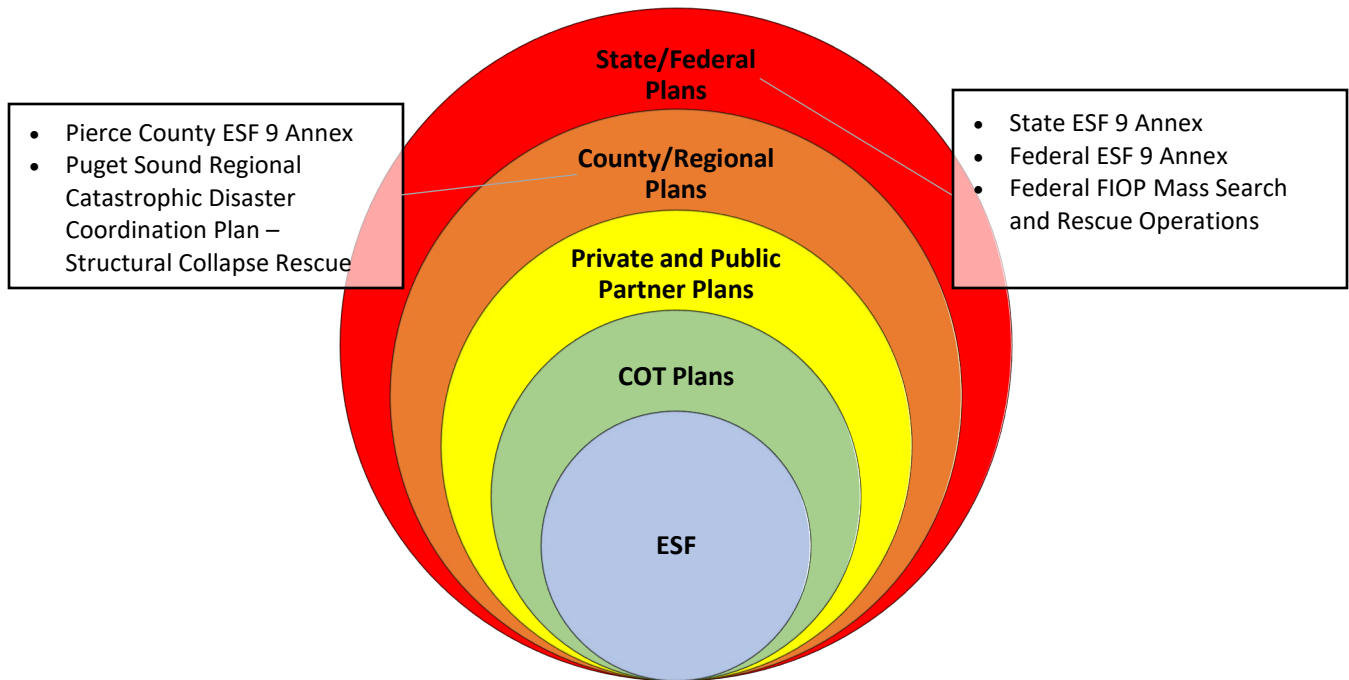 State/Federal
Plans
• Pierce County ESF 9 Annex
• Puget Sound Regional
Catastrophic Disaster
Coordination Plan –
Structural Collapse Rescue
• State ESF 9 Annex
• Federal ESF 9 Annex
• Federal FIOP Mass Search
and Rescue Operations
County/Regional
Plans
Private and Public
Partner Plans
COT Plans
ESF